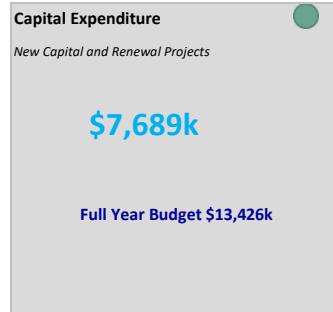 Capital Expenditure
New Capital and Renewal Projects
$7,689k
Full Year Budget $13,426k